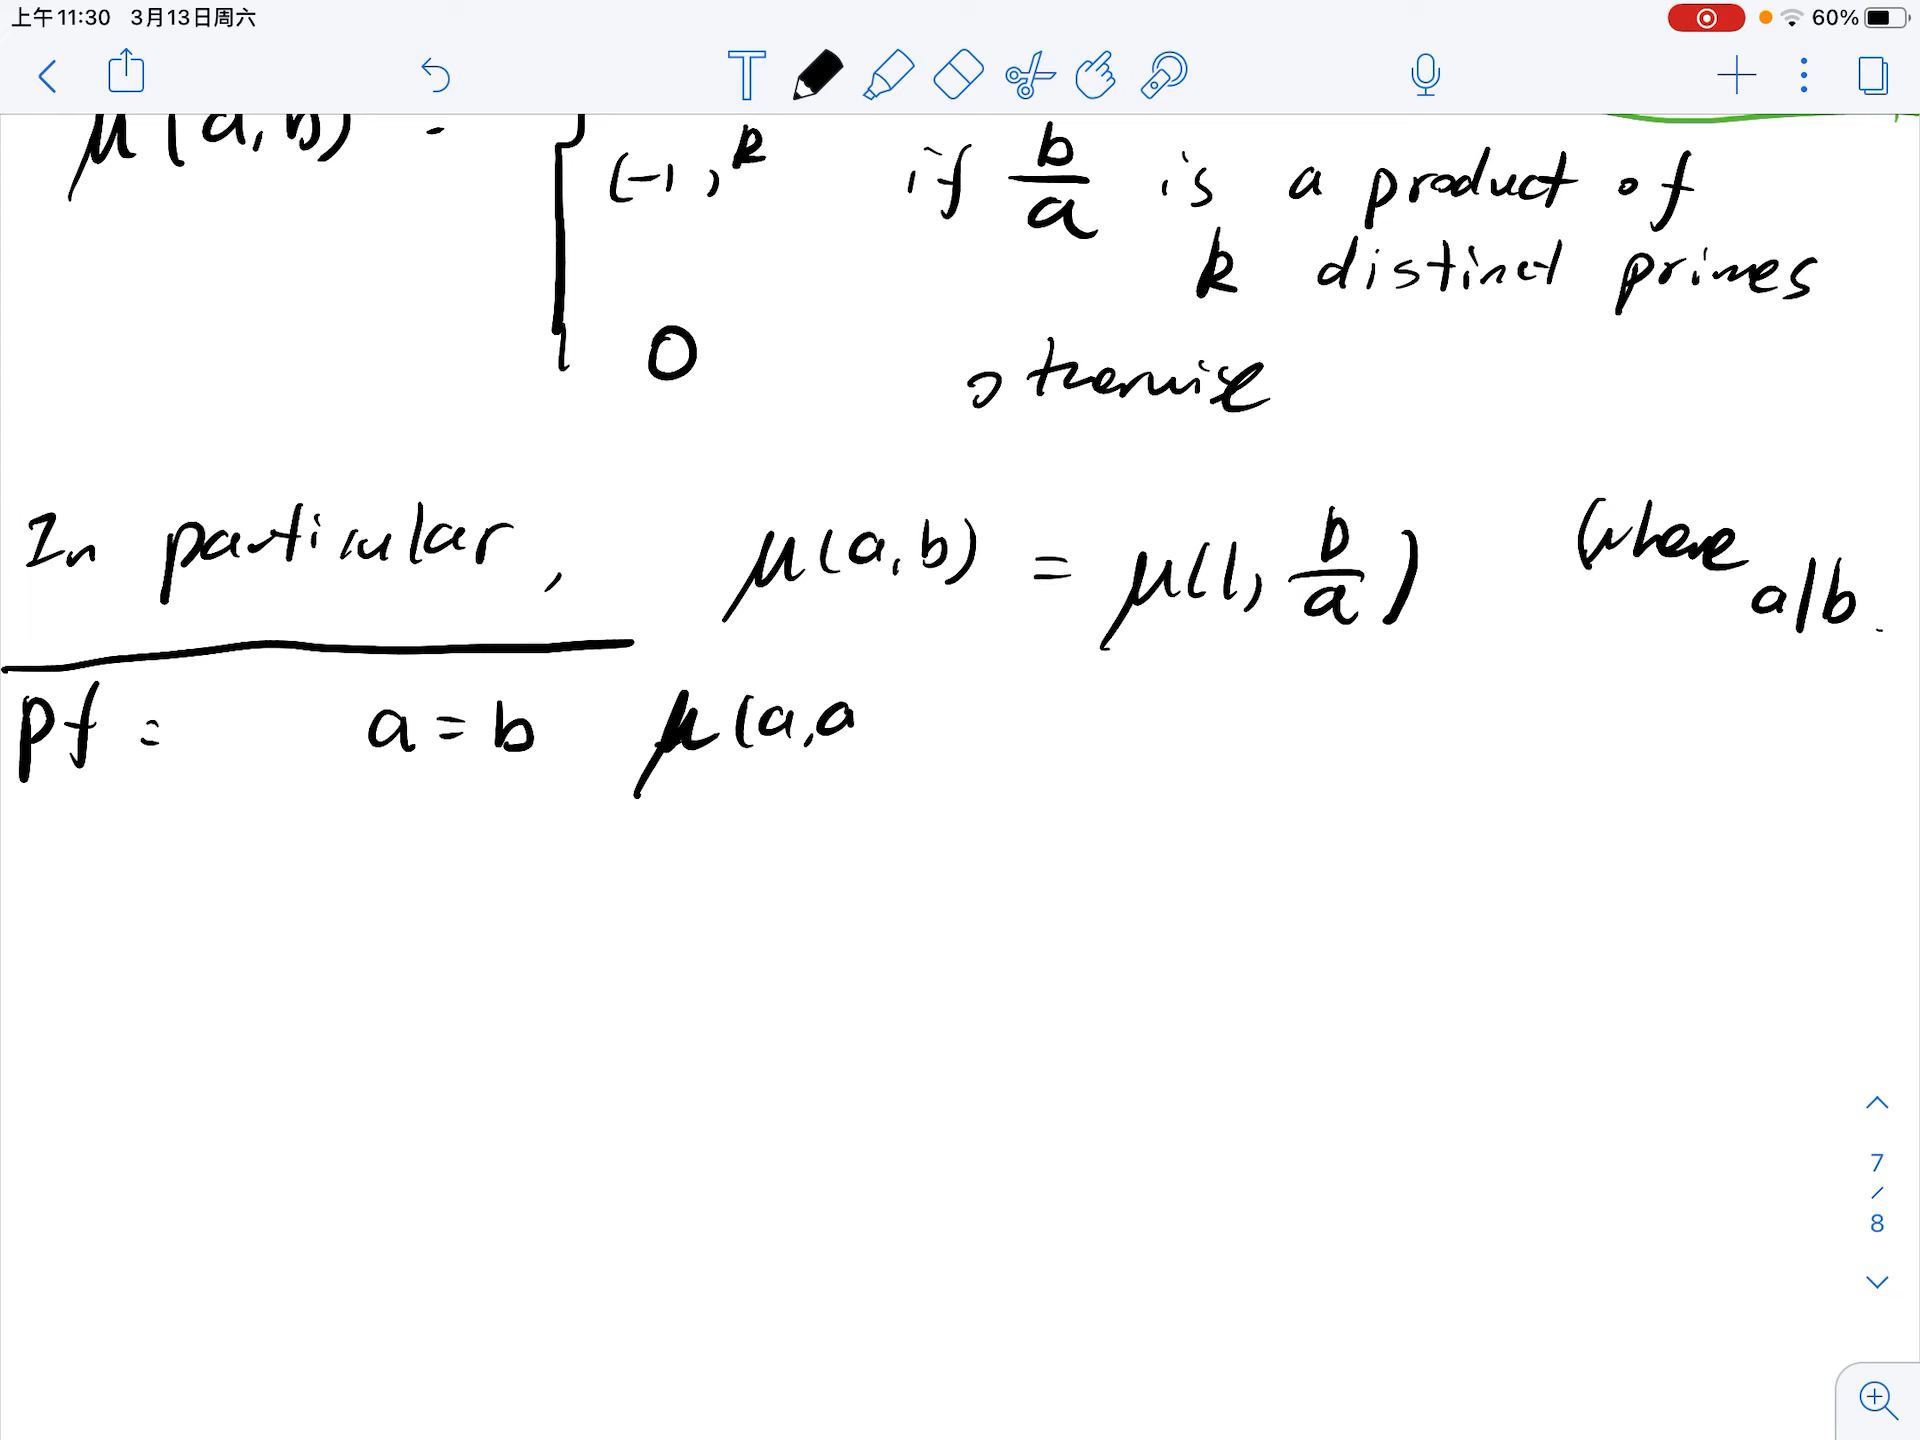 上午11:30 3月13日周六 60%
T
μ(a,b) = { (-1)^k if b/a is a product of
k distinct primes
0 otherwise
In particular, μ(a,b) = μ(1, b/a) where
a|b.
pf: a=b μ(a,a
7
/
8